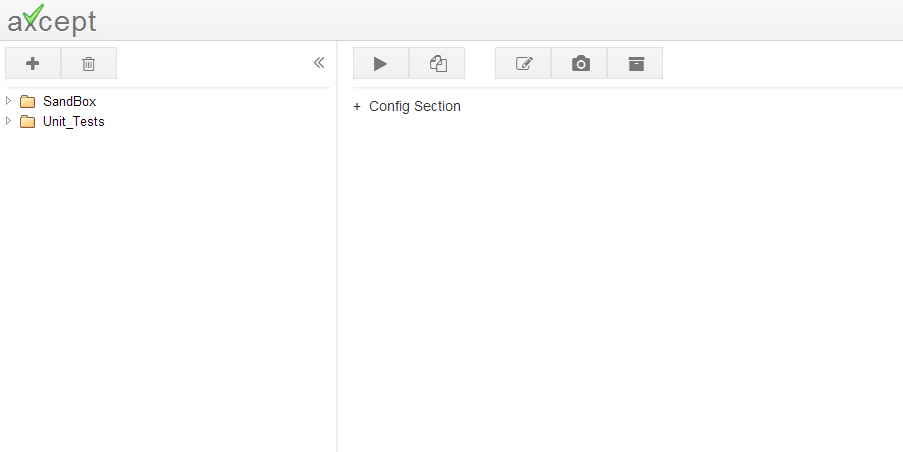 axcept
SandBox
Unit_Tests
+ Config Section